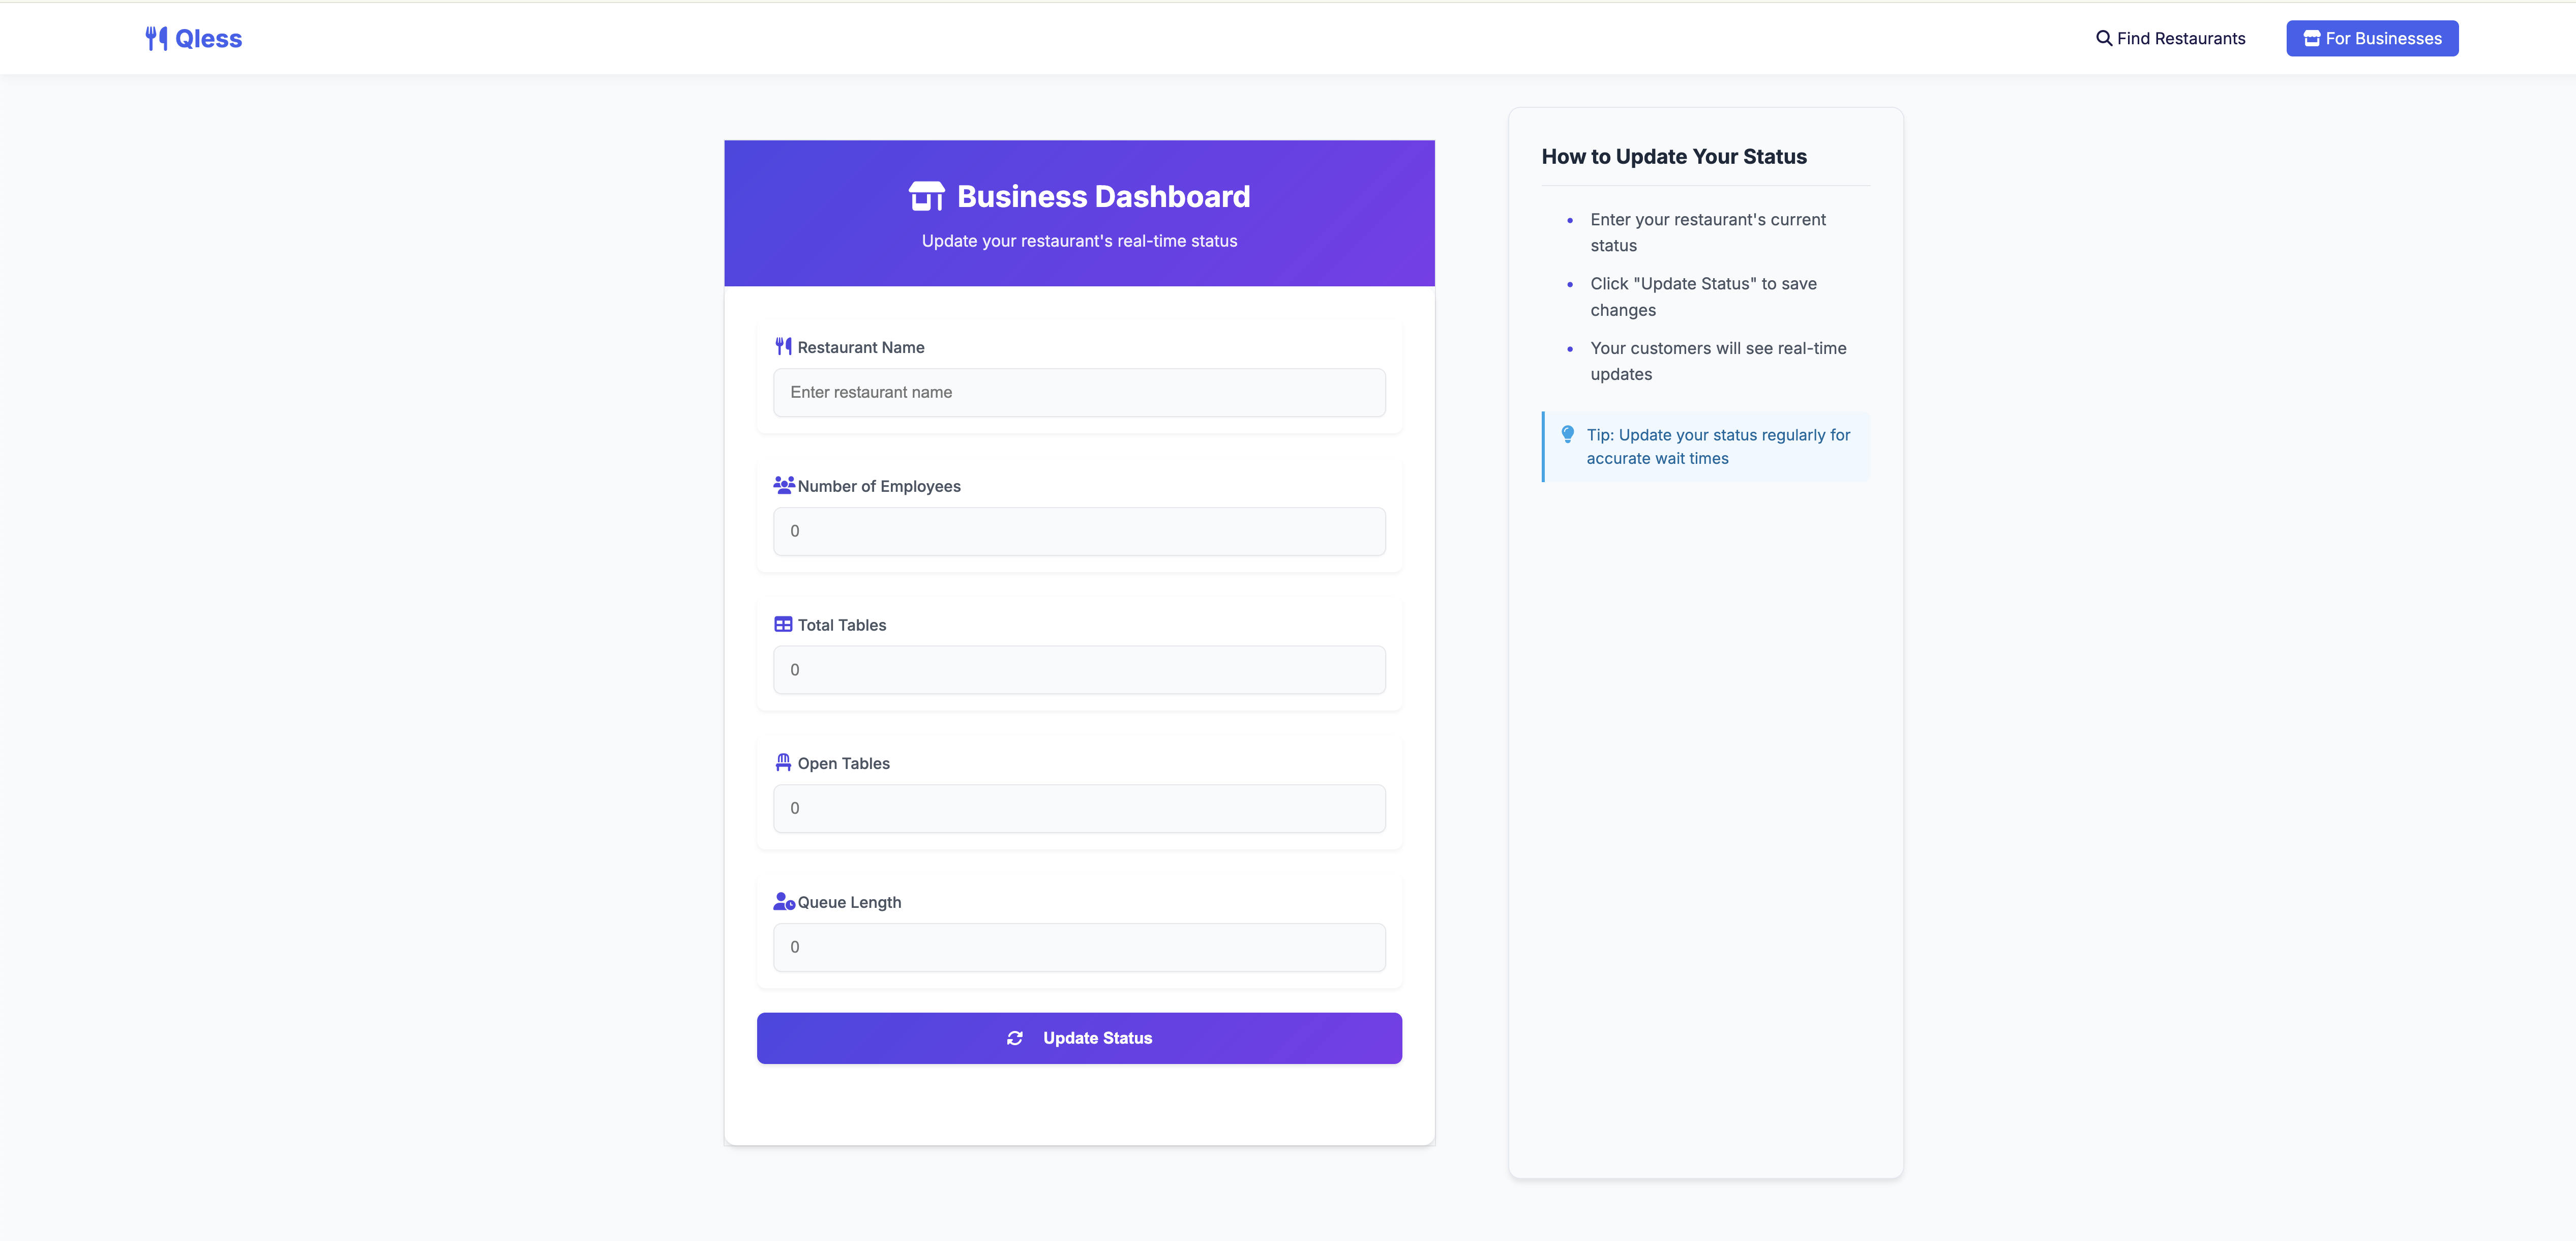 Qless
Find Restaurants
For Businesses
Business Dashboard
Update your restaurant's real-time status
Restaurant Name
Enter restaurant name
Number of Employees
0
Total Tables
0
Open Tables
0
Queue Length
0
Update Status
How to Update Your Status
Enter your restaurant's current
status
Click "Update Status" to save
changes
Your customers will see real-time
updates
Tip: Update your status regularly for
accurate wait times